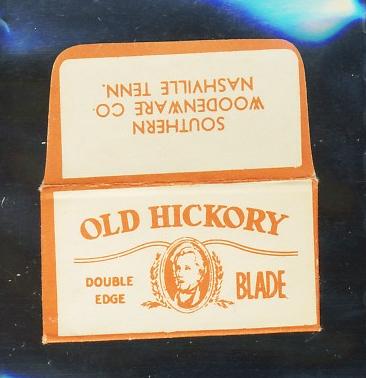 SOUTHERN
WOODENWARE CO.
NASHVILLE TENN.
OLD HICKORY
DOUBLE
EDGE
BLADE